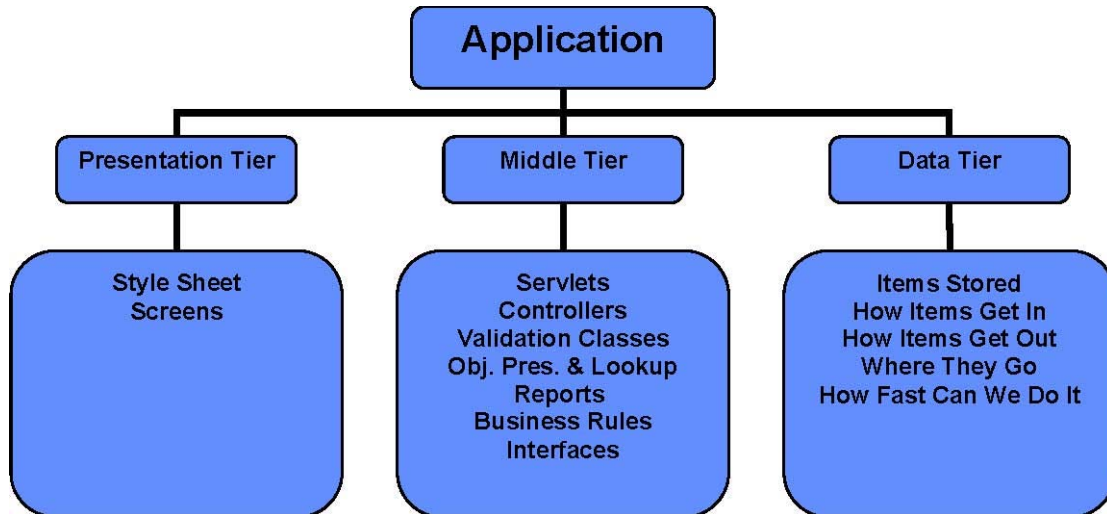 Application
Presentation Tier
Middle Tier
Data Tier
Style Sheet
Screens
Servlets
Controllers
Validation Classes
Obj. Pres. & Lookup
Reports
Business Rules
Interfaces
Items Stored
How Items Get In
How Items Get Out
Where They Go
How Fast Can We Do It